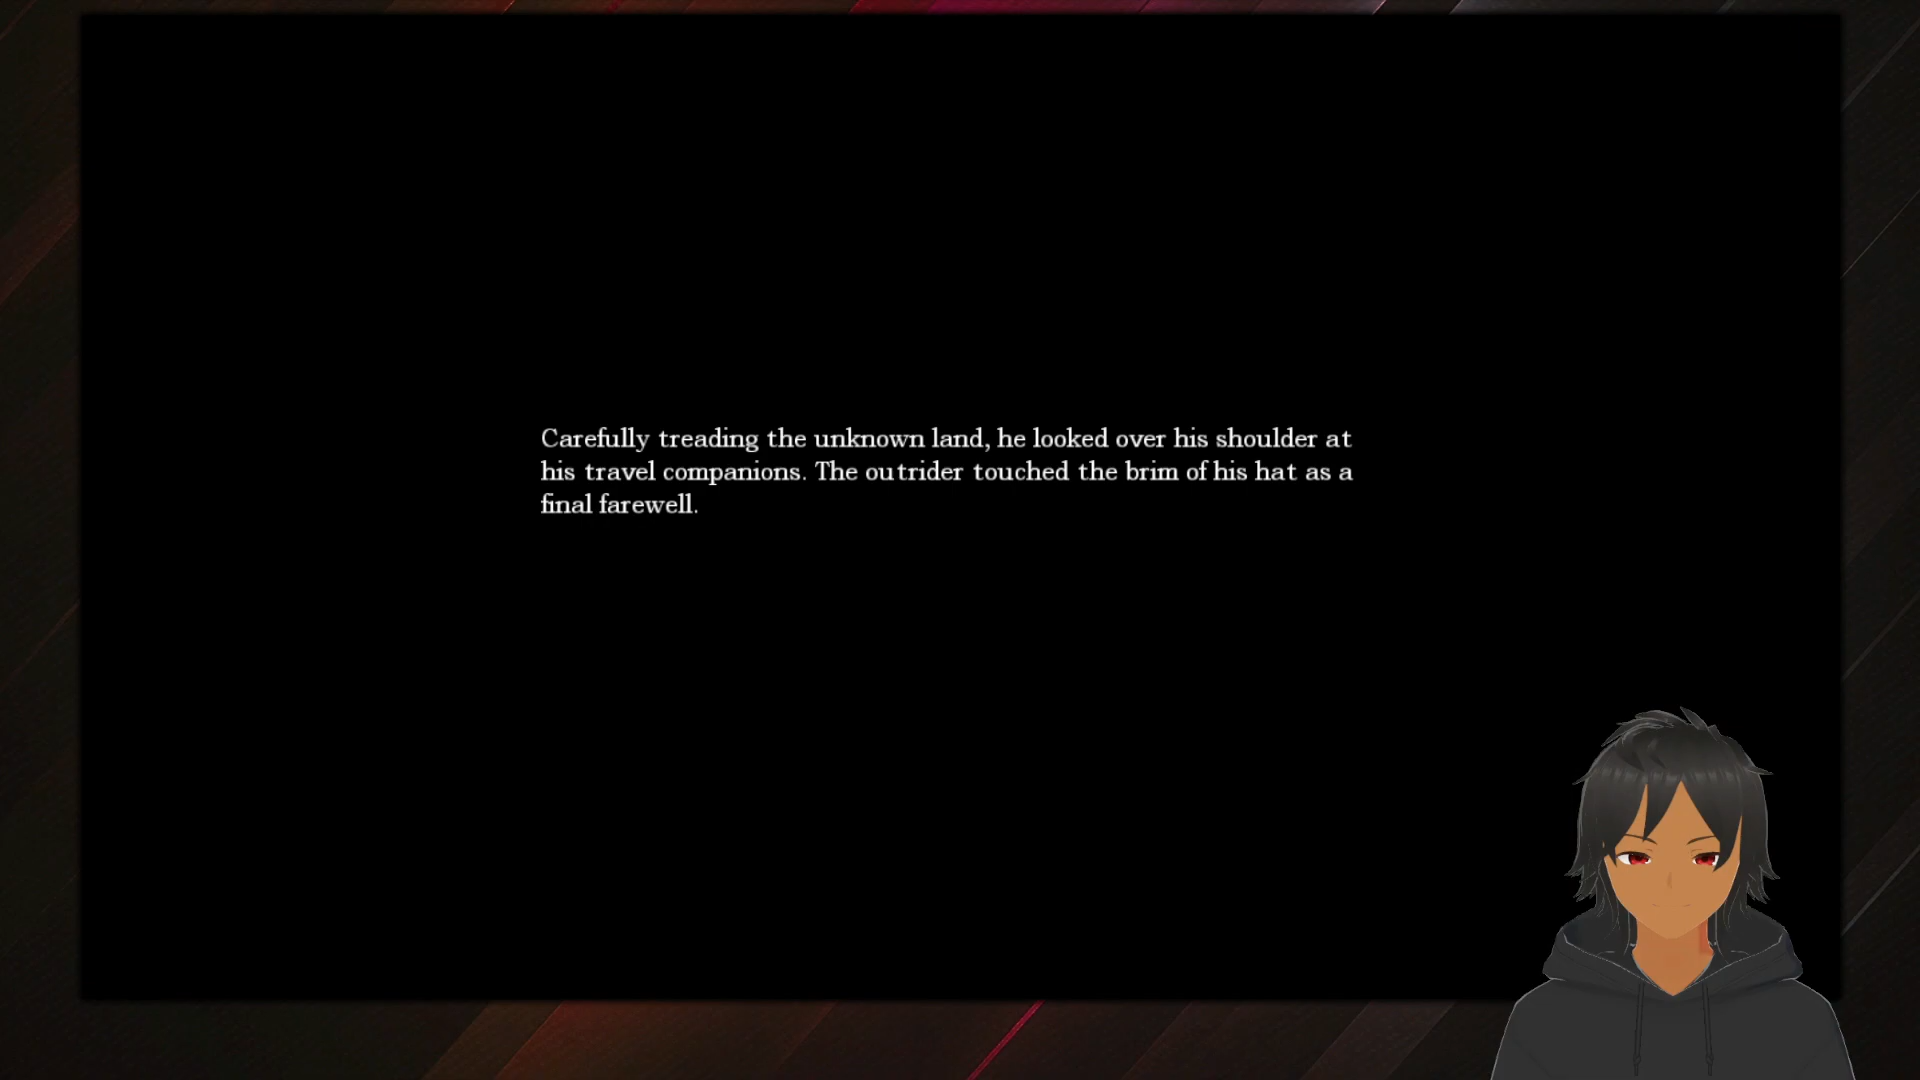 Carefully treading the unknown land, he looked over his shoulder at
his travel companions. The outrider touched the brim of his hat as a
final farewell.